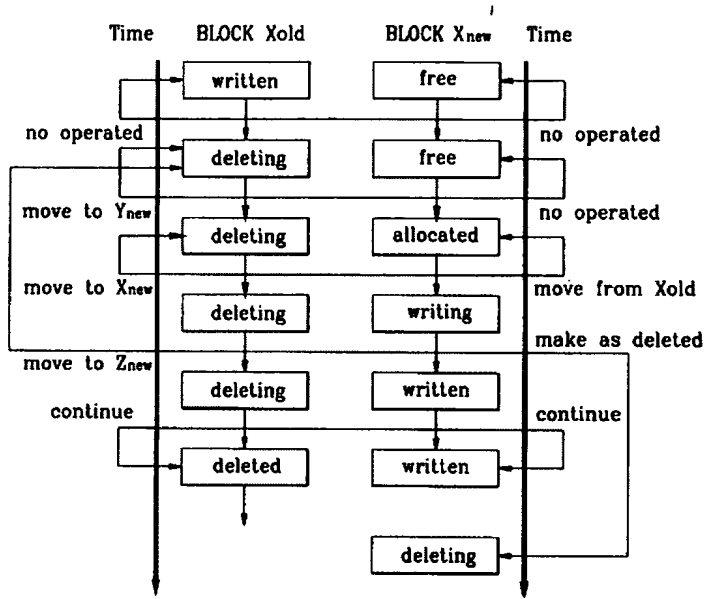 Time BLOCK Xold BLOCK Xnew Time
written free
no operated no operated
deleting free
move to Ynew no operated
deleting allocated
move to Xnew move from Xold
deleting writing
make as deleted
move to Znew
deleting written
continue continue
deleted written
deleting